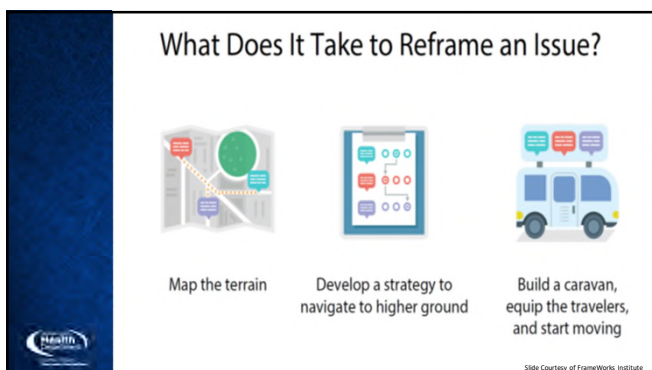 What Does It Take to Reframe an Issue?
Map the terrain
Develop a strategy to
navigate to higher ground
Build a caravan,
equip the travelers,
and start moving
Health
Department
Slide Courtesy of FrameWorks Institute